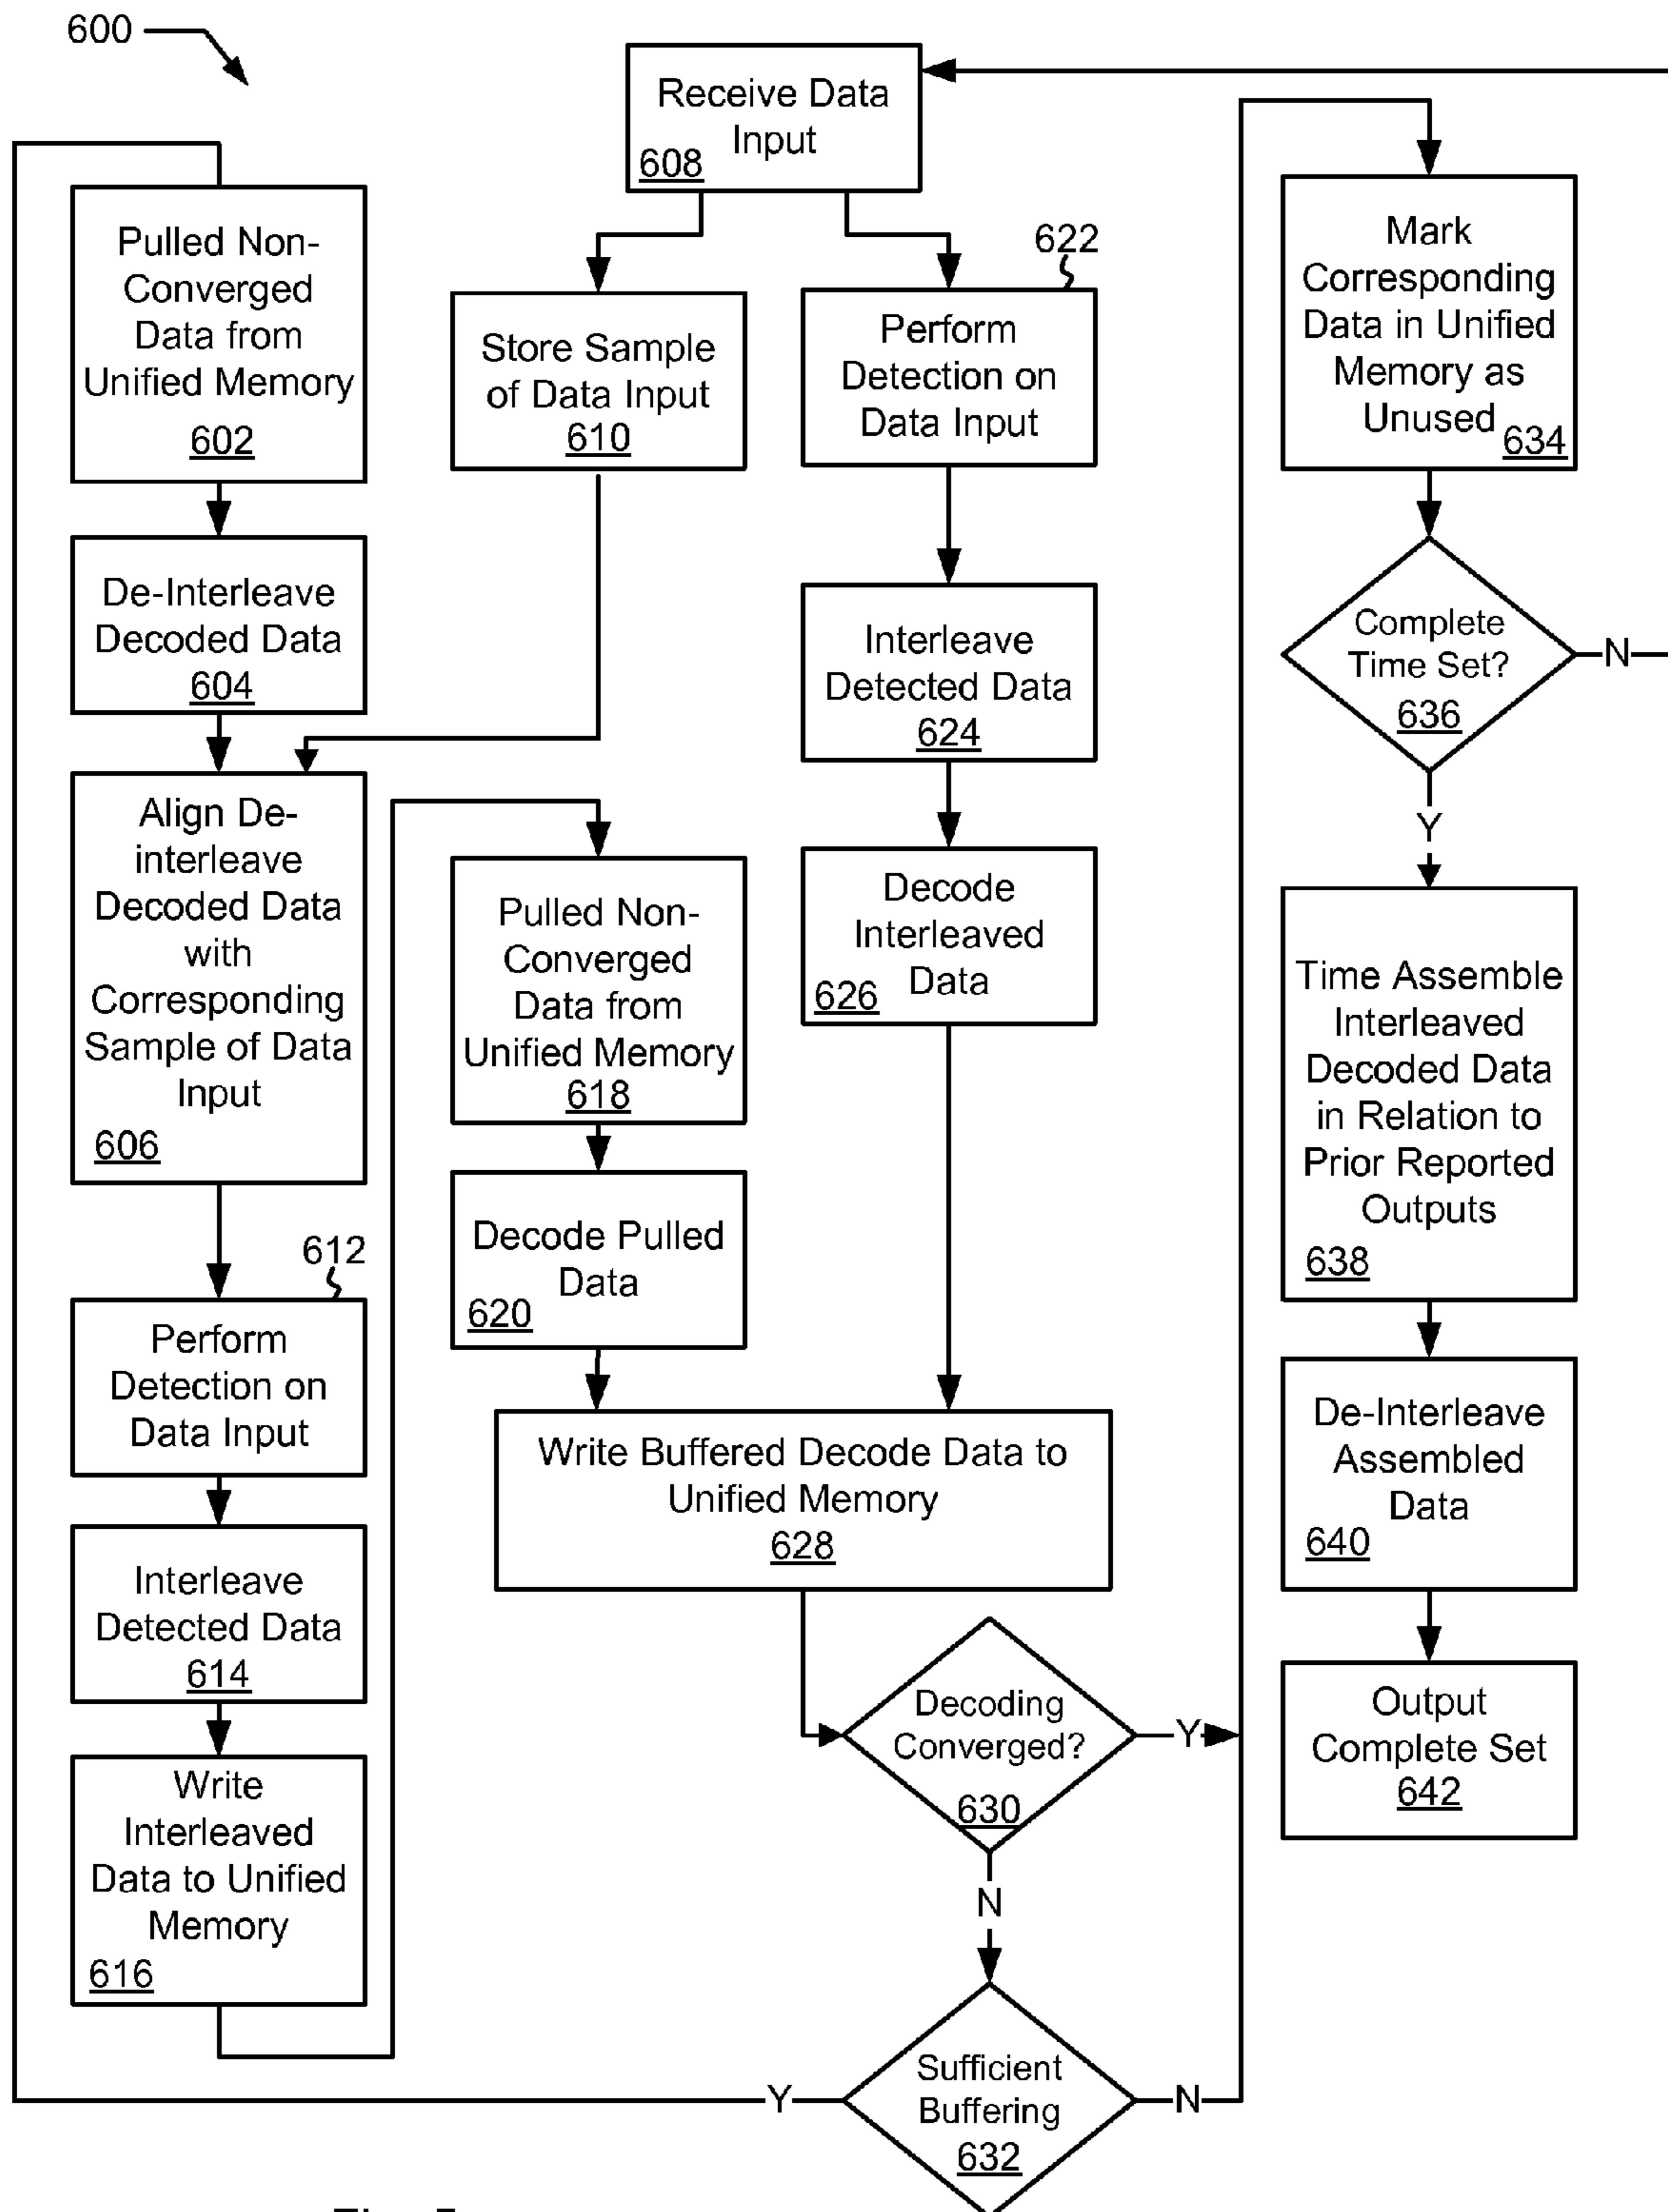 600
Receive Data
Input
608
Pulled Non-
Converged
Data from
Unified Memory
602
De-Interleave
Decoded Data
604
Align De-
interleave
Decoded Data
with
Corresponding
Sample of Data
Input
606
612
Perform
Detection on
Data Input
Interleave
Detected Data
614
Write
Interleaved
Data to Unified
Memory
616
Store Sample
of Data Input
610
Pulled Non-
Converged
Data from
Unified Memory
618
Decode Pulled
Data
620
622
Perform
Detection on
Data Input
Interleave
Detected Data
624
Decode
Interleaved
Data
626
Write Buffered Decode Data to
Unified Memory
628
Decoding
Converged?
630
Y
N
Sufficient
Buffering
632
Y
N
Mark
Corresponding
Data in Unified
Memory as
Unused
634
Complete
Time Set?
636
N
Y
Time Assemble
Interleaved
Decoded Data
in Relation to
Prior Reported
Outputs
638
De-Interleave
Assembled
Data
640
Output
Complete Set
642